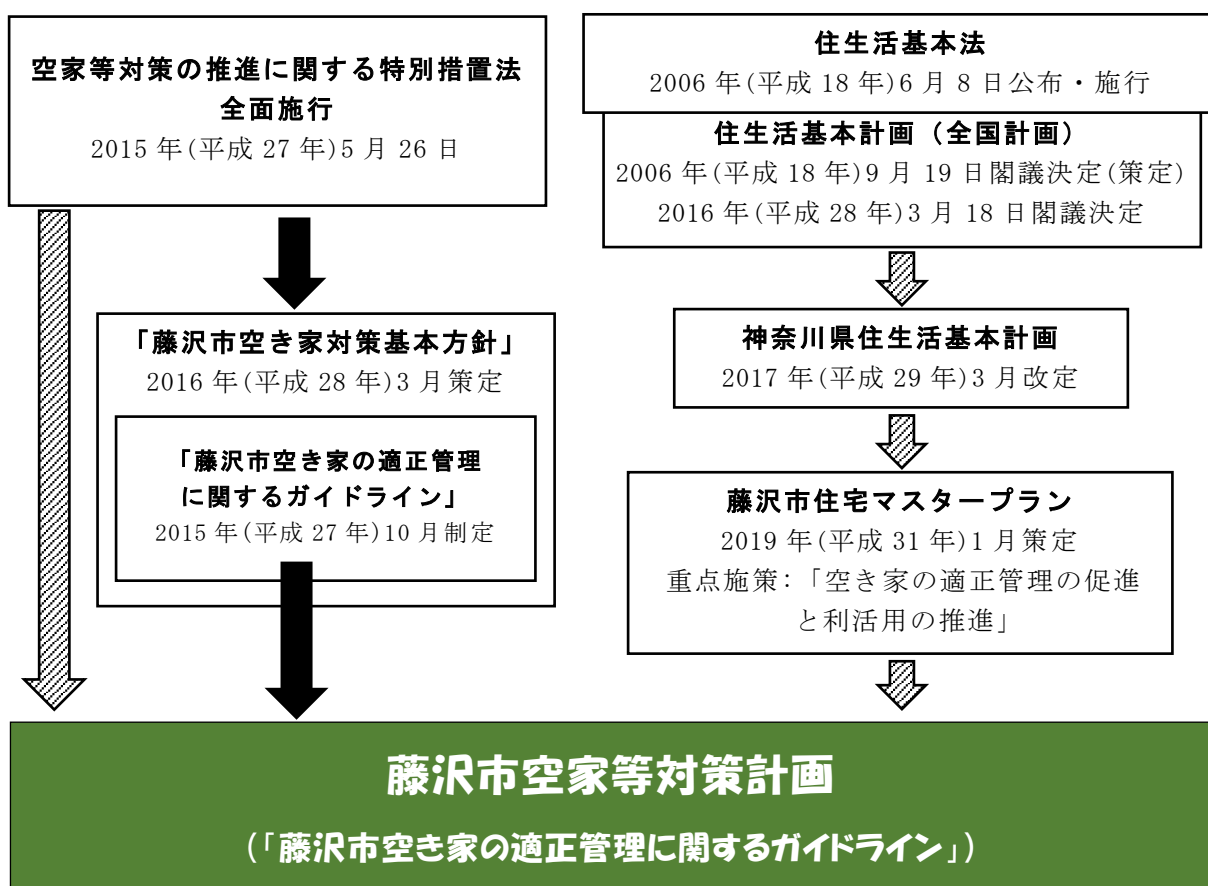 空家等対策の推進に関する特別措置法
全面施行
2015年(平成27年)5月26日
「藤沢市空き家対策基本方針」
2016年(平成28年)3月策定
「藤沢市空き家の適正管理
に関するガイドライン」
2015年(平成27年)10月制定
住生活基本法
2006年(平成18年)6月8日公布・施行
住生活基本計画（全国計画）
2006年(平成18年)9月19日閣議決定(策定)
2016年(平成28年)3月18日閣議決定
神奈川県住生活基本計画
2017年(平成29年)3月改定
藤沢市住宅マスタープラン
2019年(平成31年)1月策定
重点施策：「空き家の適正管理の促進
と利活用の推進」
藤沢市空家等対策計画
(「藤沢市空き家の適正管理に関するガイドライン」)